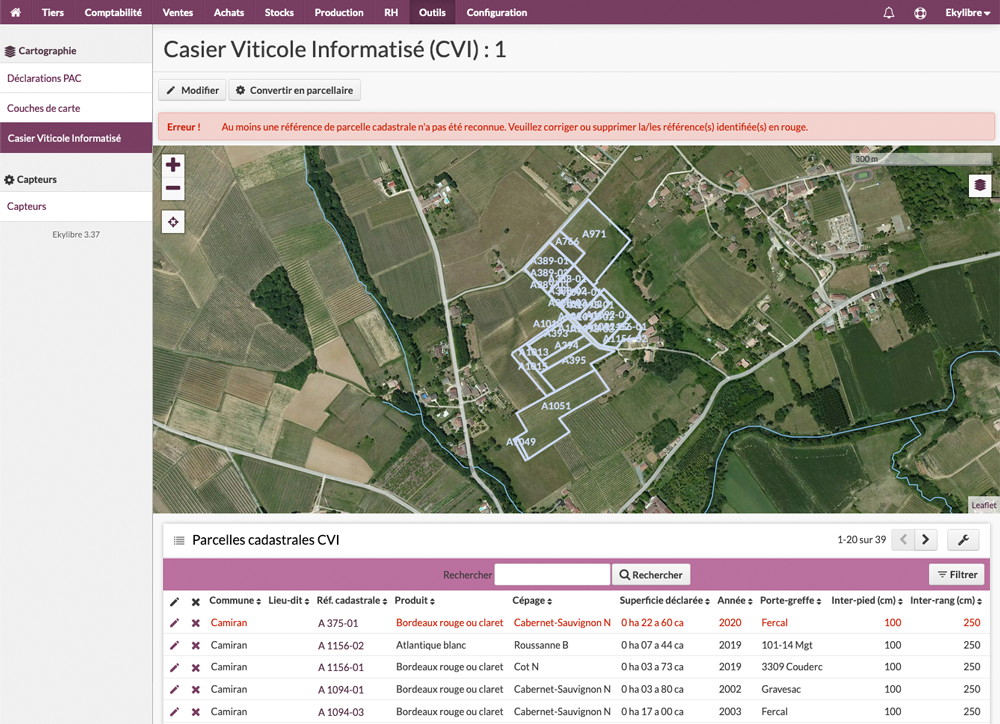 Tiers Comptabilité Ventes Achats Stocks Production RH Outils Configuration Ekylibre
Cartographie
Déclarations PAC
Couches de carte
Casier Viticole Informatisé
Capteurs
Capteurs
Ekylibre 3.37
Casier Viticole Informatisé (CVI) : 1
Modifier Convertir en parcellaire
Erreur ! Au moins une référence de parcelle cadastrale n'a pas été reconnue. Veuillez corriger ou supprimer la/les référence(s) identifiée(s) en rouge.
300 m
A971
A766
A389-01
A393
A394
A395
A1013
A1015
A1051
A1049
Leaflet
Parcelles cadastrales CVI 1-20 sur 39
Rechercher Rechercher Filtrer
Commune Lieu-dit Réf. cadastrale Produit Cépage Superficie déclarée Année Porte-greffe Inter-pied (cm) Inter-rang (cm)
Camiran A 375-01 Bordeaux rouge ou claret Cabernet-Sauvignon N 0 ha 22 a 60 ca 2020 Fercal 100 250
Camiran A 1156-02 Atlantique blanc Roussanne B 0 ha 07 a 44 ca 2019 101-14 Mgt 100 250
Camiran A 1156-01 Bordeaux rouge ou claret Cot N 0 ha 03 a 73 ca 2019 3309 Couderc 100 250
Camiran A 1094-01 Bordeaux rouge ou claret Cabernet-Sauvignon N 0 ha 03 a 80 ca 2002 Gravesac 100 250
Camiran A 1094-03 Bordeaux rouge ou claret Cabernet-Sauvignon N 0 ha 17 a 00 ca 2003 Fercal 100 250